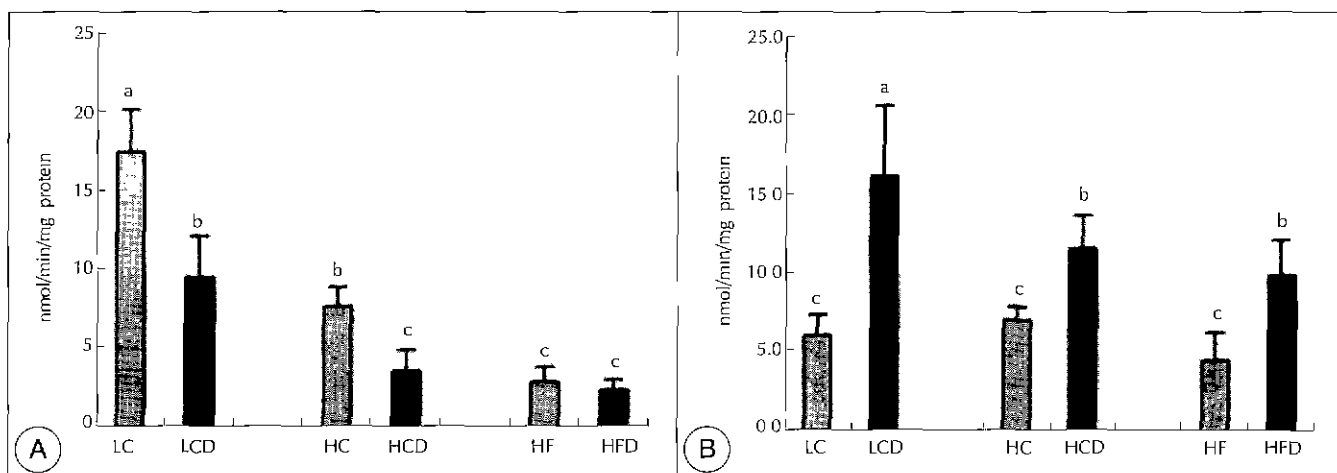 25
20
15
10
5
0
nmol/min/mg protein
a
b
b
c
c
c
LC LCD HC HCD HF HFD
A
25.0
20.0
15.0
10.0
5.0
0 0
nmol/min/mg protein
c
a
c
b
c
b
LC LCD HC HCD HF HFD
B